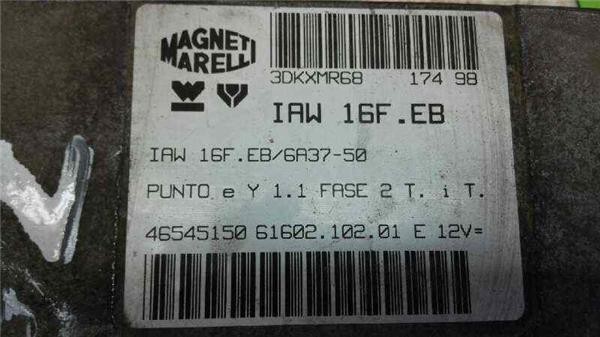 MAGNETI
MARELLI
3DKXMR68 174 98
IAW 16F.EB
IAW 16F.EB/6A37-50
PUNTO e Y 1.1 FASE 2 T. i T.
46545150 61602.102.01 E 12V=